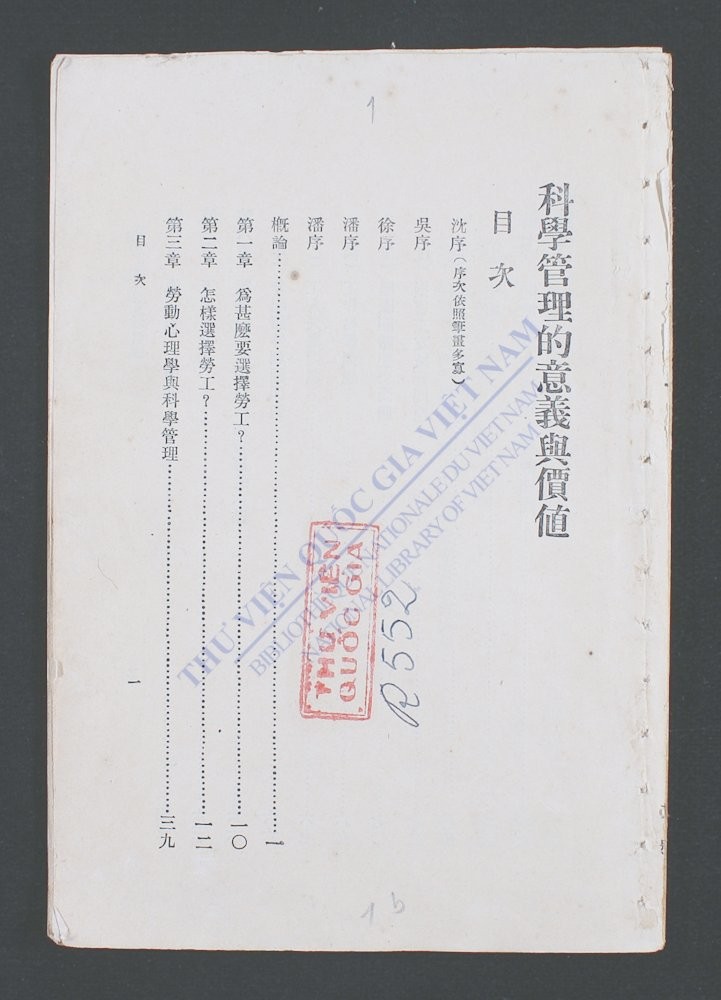 1
科學管理的意義與價值
目次
沈序（序次依照筆畫多寡）
吳序
徐序
潘序
潘序
概論……一
第一章　爲甚麼要選擇勞工？……一〇
第二章　怎樣選擇勞工？……一二
第三章　勞動心理學與科學管理……三九
目次
一
THƯ VIỆN QUỐC GIA VIỆT NAM
BIBLIOTHÈQUE NATIONALE DU VIETNAM
NATIONAL LIBRARY OF VIETNAM
THƯ VIỆN
QUỐC GIA
R552
1b